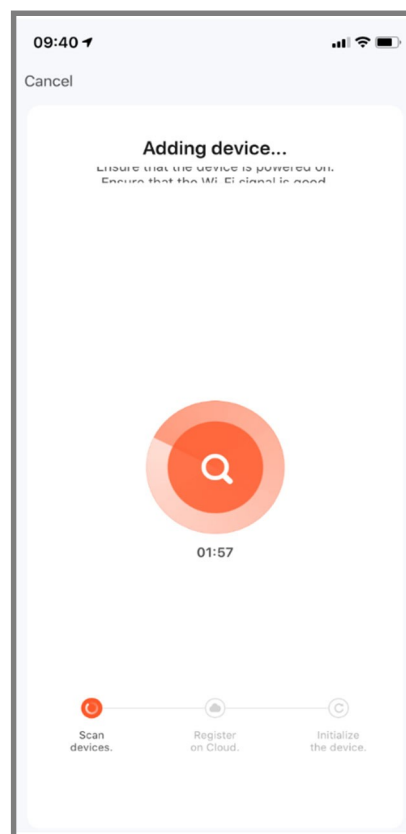 09:40
Cancel
Adding device...
Ensure that the device is powered on.
Ensure that the Wi-Fi signal is good
01:57
Scan
devices.
Register
on Cloud.
Initialize
the device.